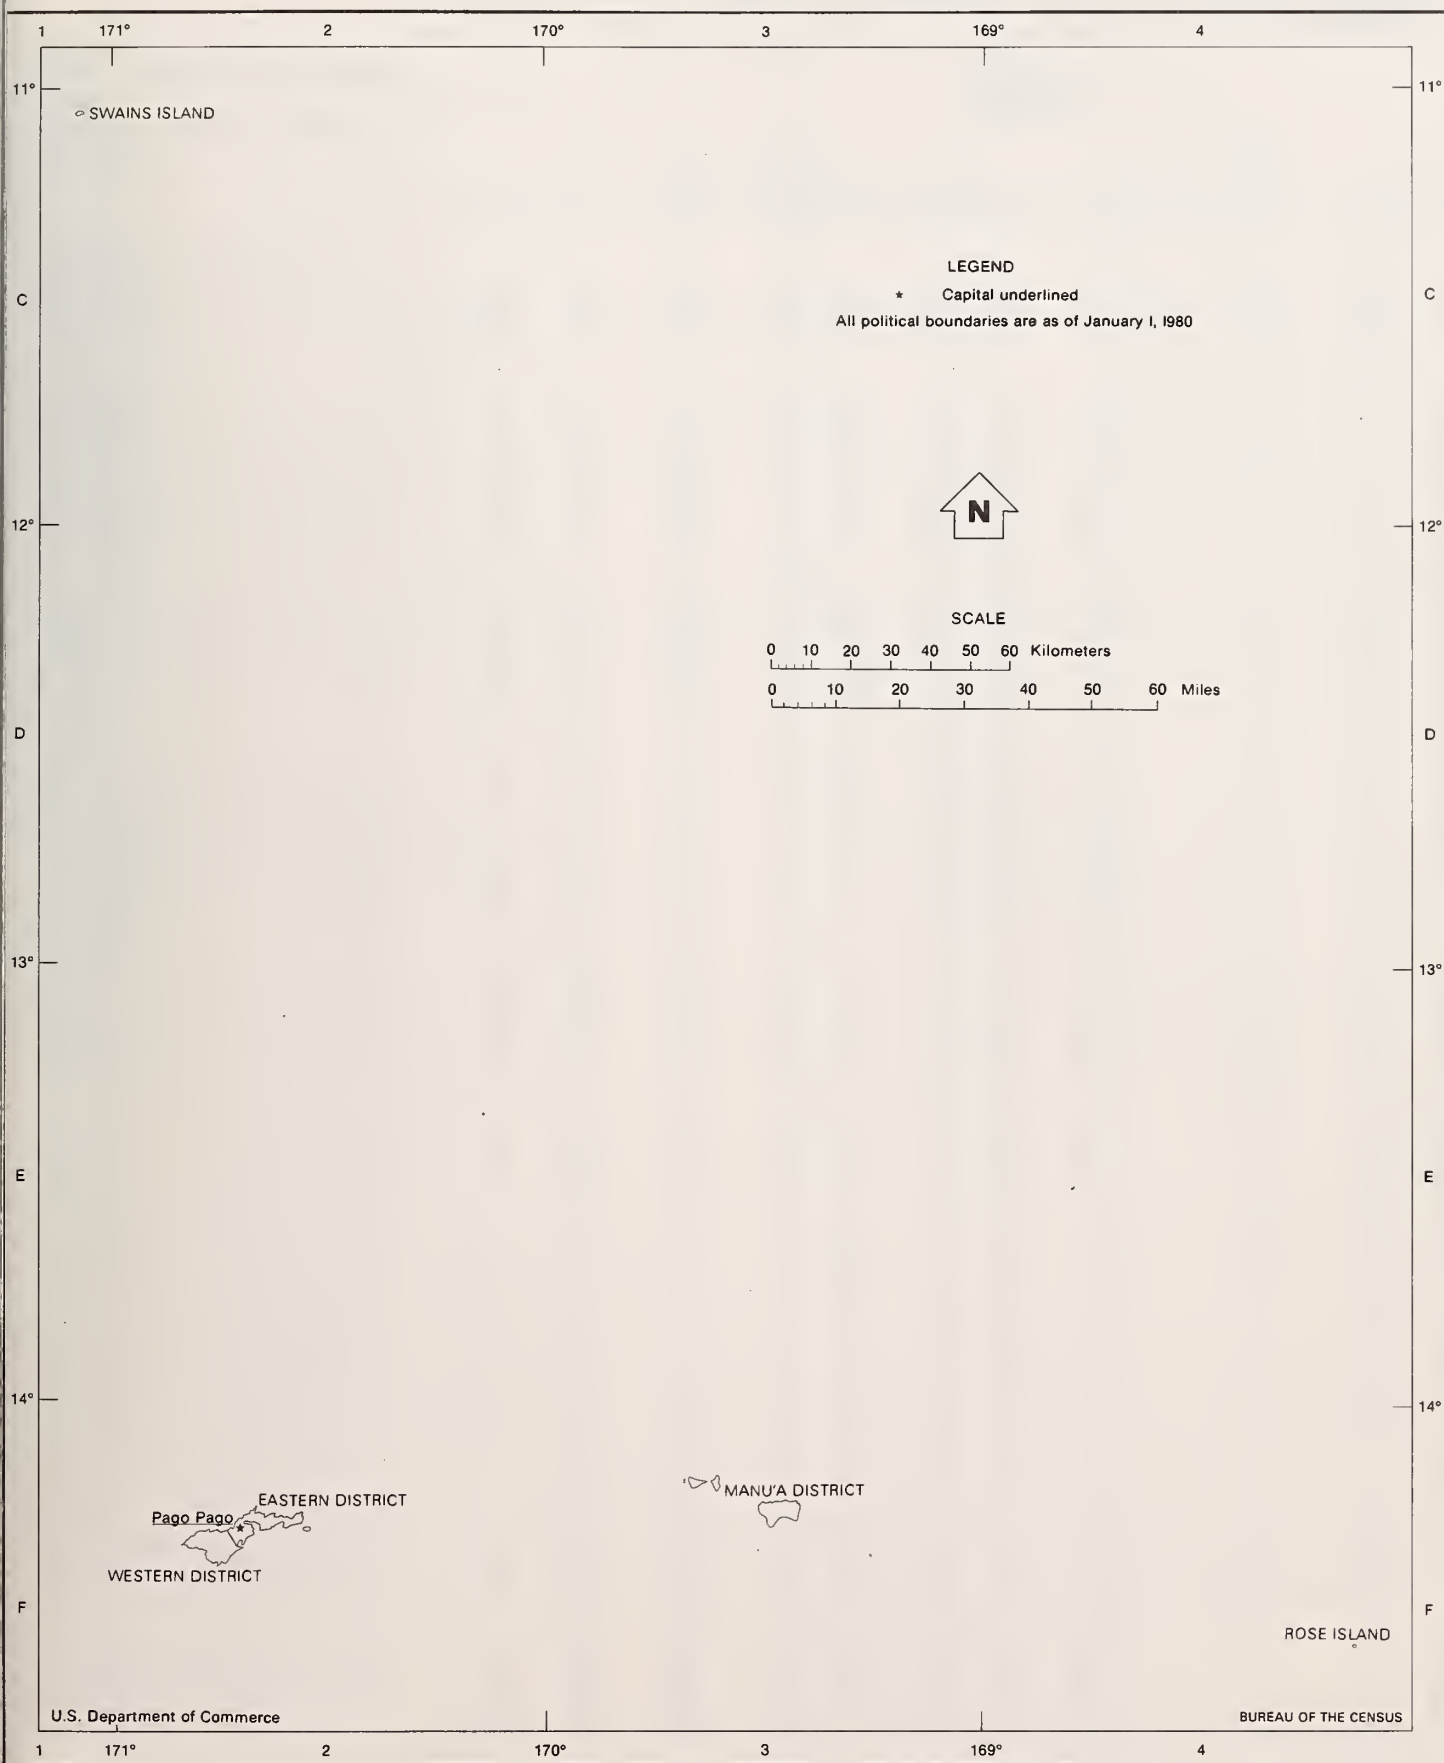 1 171° 2 170° 3 169° 4
11° 11°
SWAINS ISLAND
LEGEND
C C
★ Capital underlined
All political boundaries are as of January 1, 1980
N
12° 12°
SCALE
0 10 20 30 40 50 60 Kilometers
0 10 20 30 40 50 60 Miles
D D
13° 13°
E E
14° 14°
MANU'A DISTRICT
EASTERN DISTRICT
Pago Pago
WESTERN DISTRICT
F F
ROSE ISLAND
U.S. Department of Commerce BUREAU OF THE CENSUS
1 171° 2 170° 3 169° 4